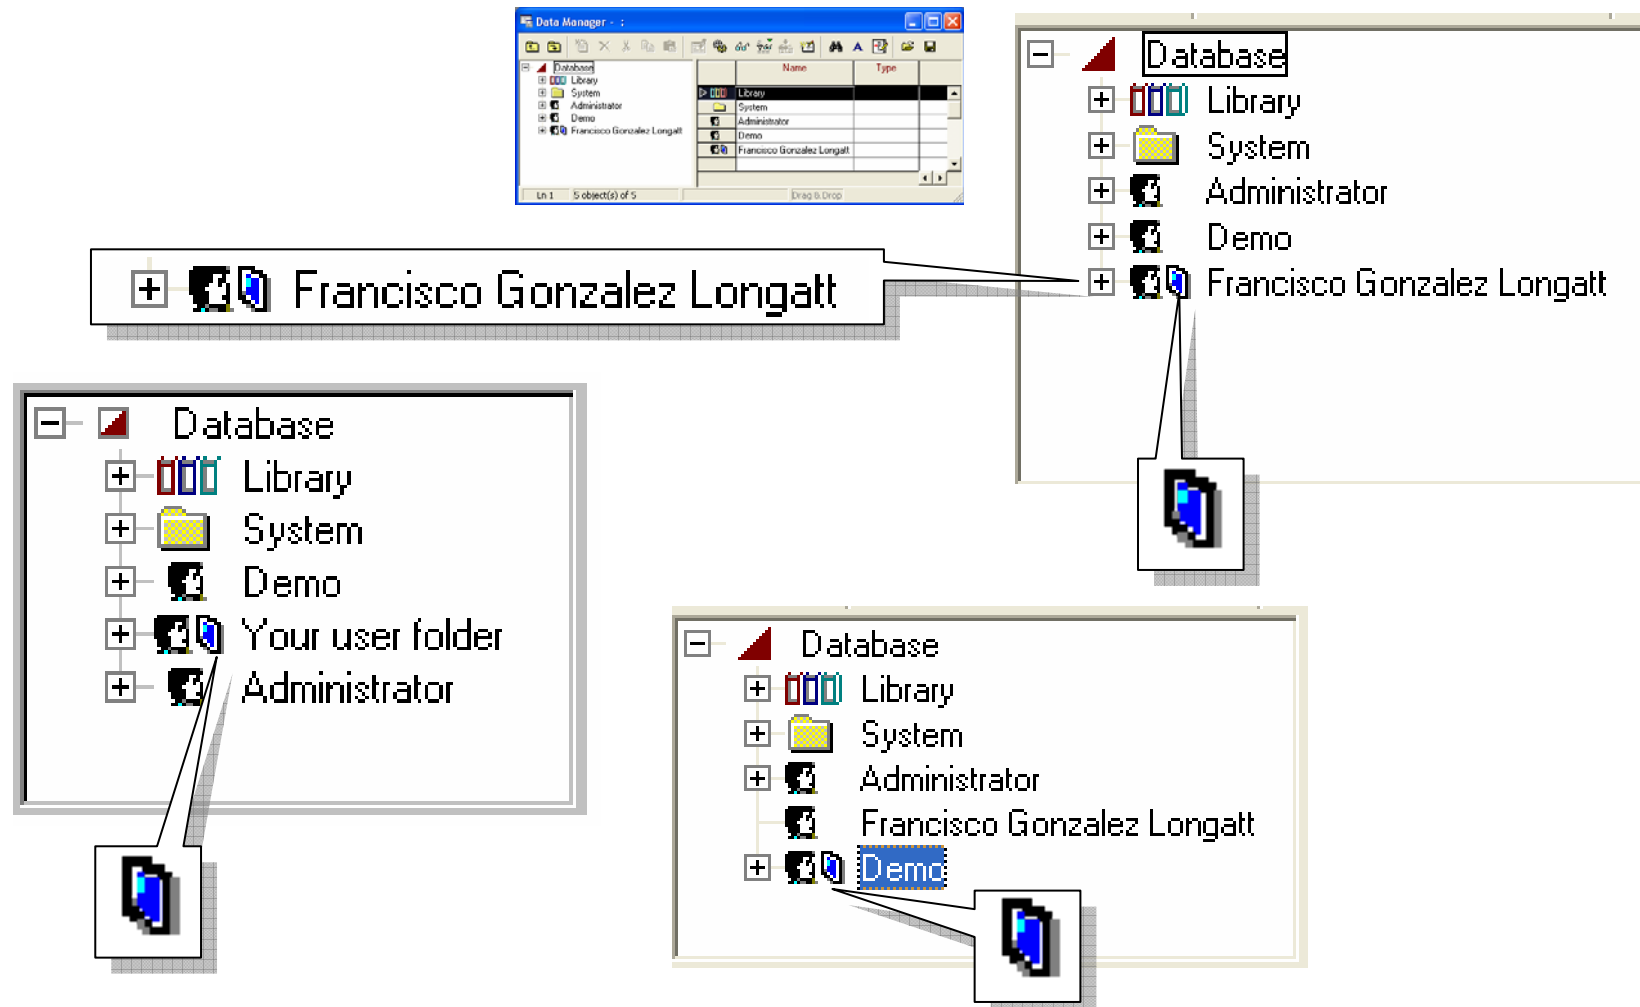 Data Manager - :
Database
Library
System
Administrator
Demo
Francisco Gonzalez Longatt
Name Type
Library
System
Administrator
Demo
Francisco Gonzalez Longatt
Ln 1 5 object(s) of 5 Drag & Drop
Database
Library
System
Administrator
Demo
Francisco Gonzalez Longatt
Francisco Gonzalez Longatt
Database
Library
System
Demo
Your user folder
Administrator
Database
Library
System
Administrator
Francisco Gonzalez Longatt
Demo